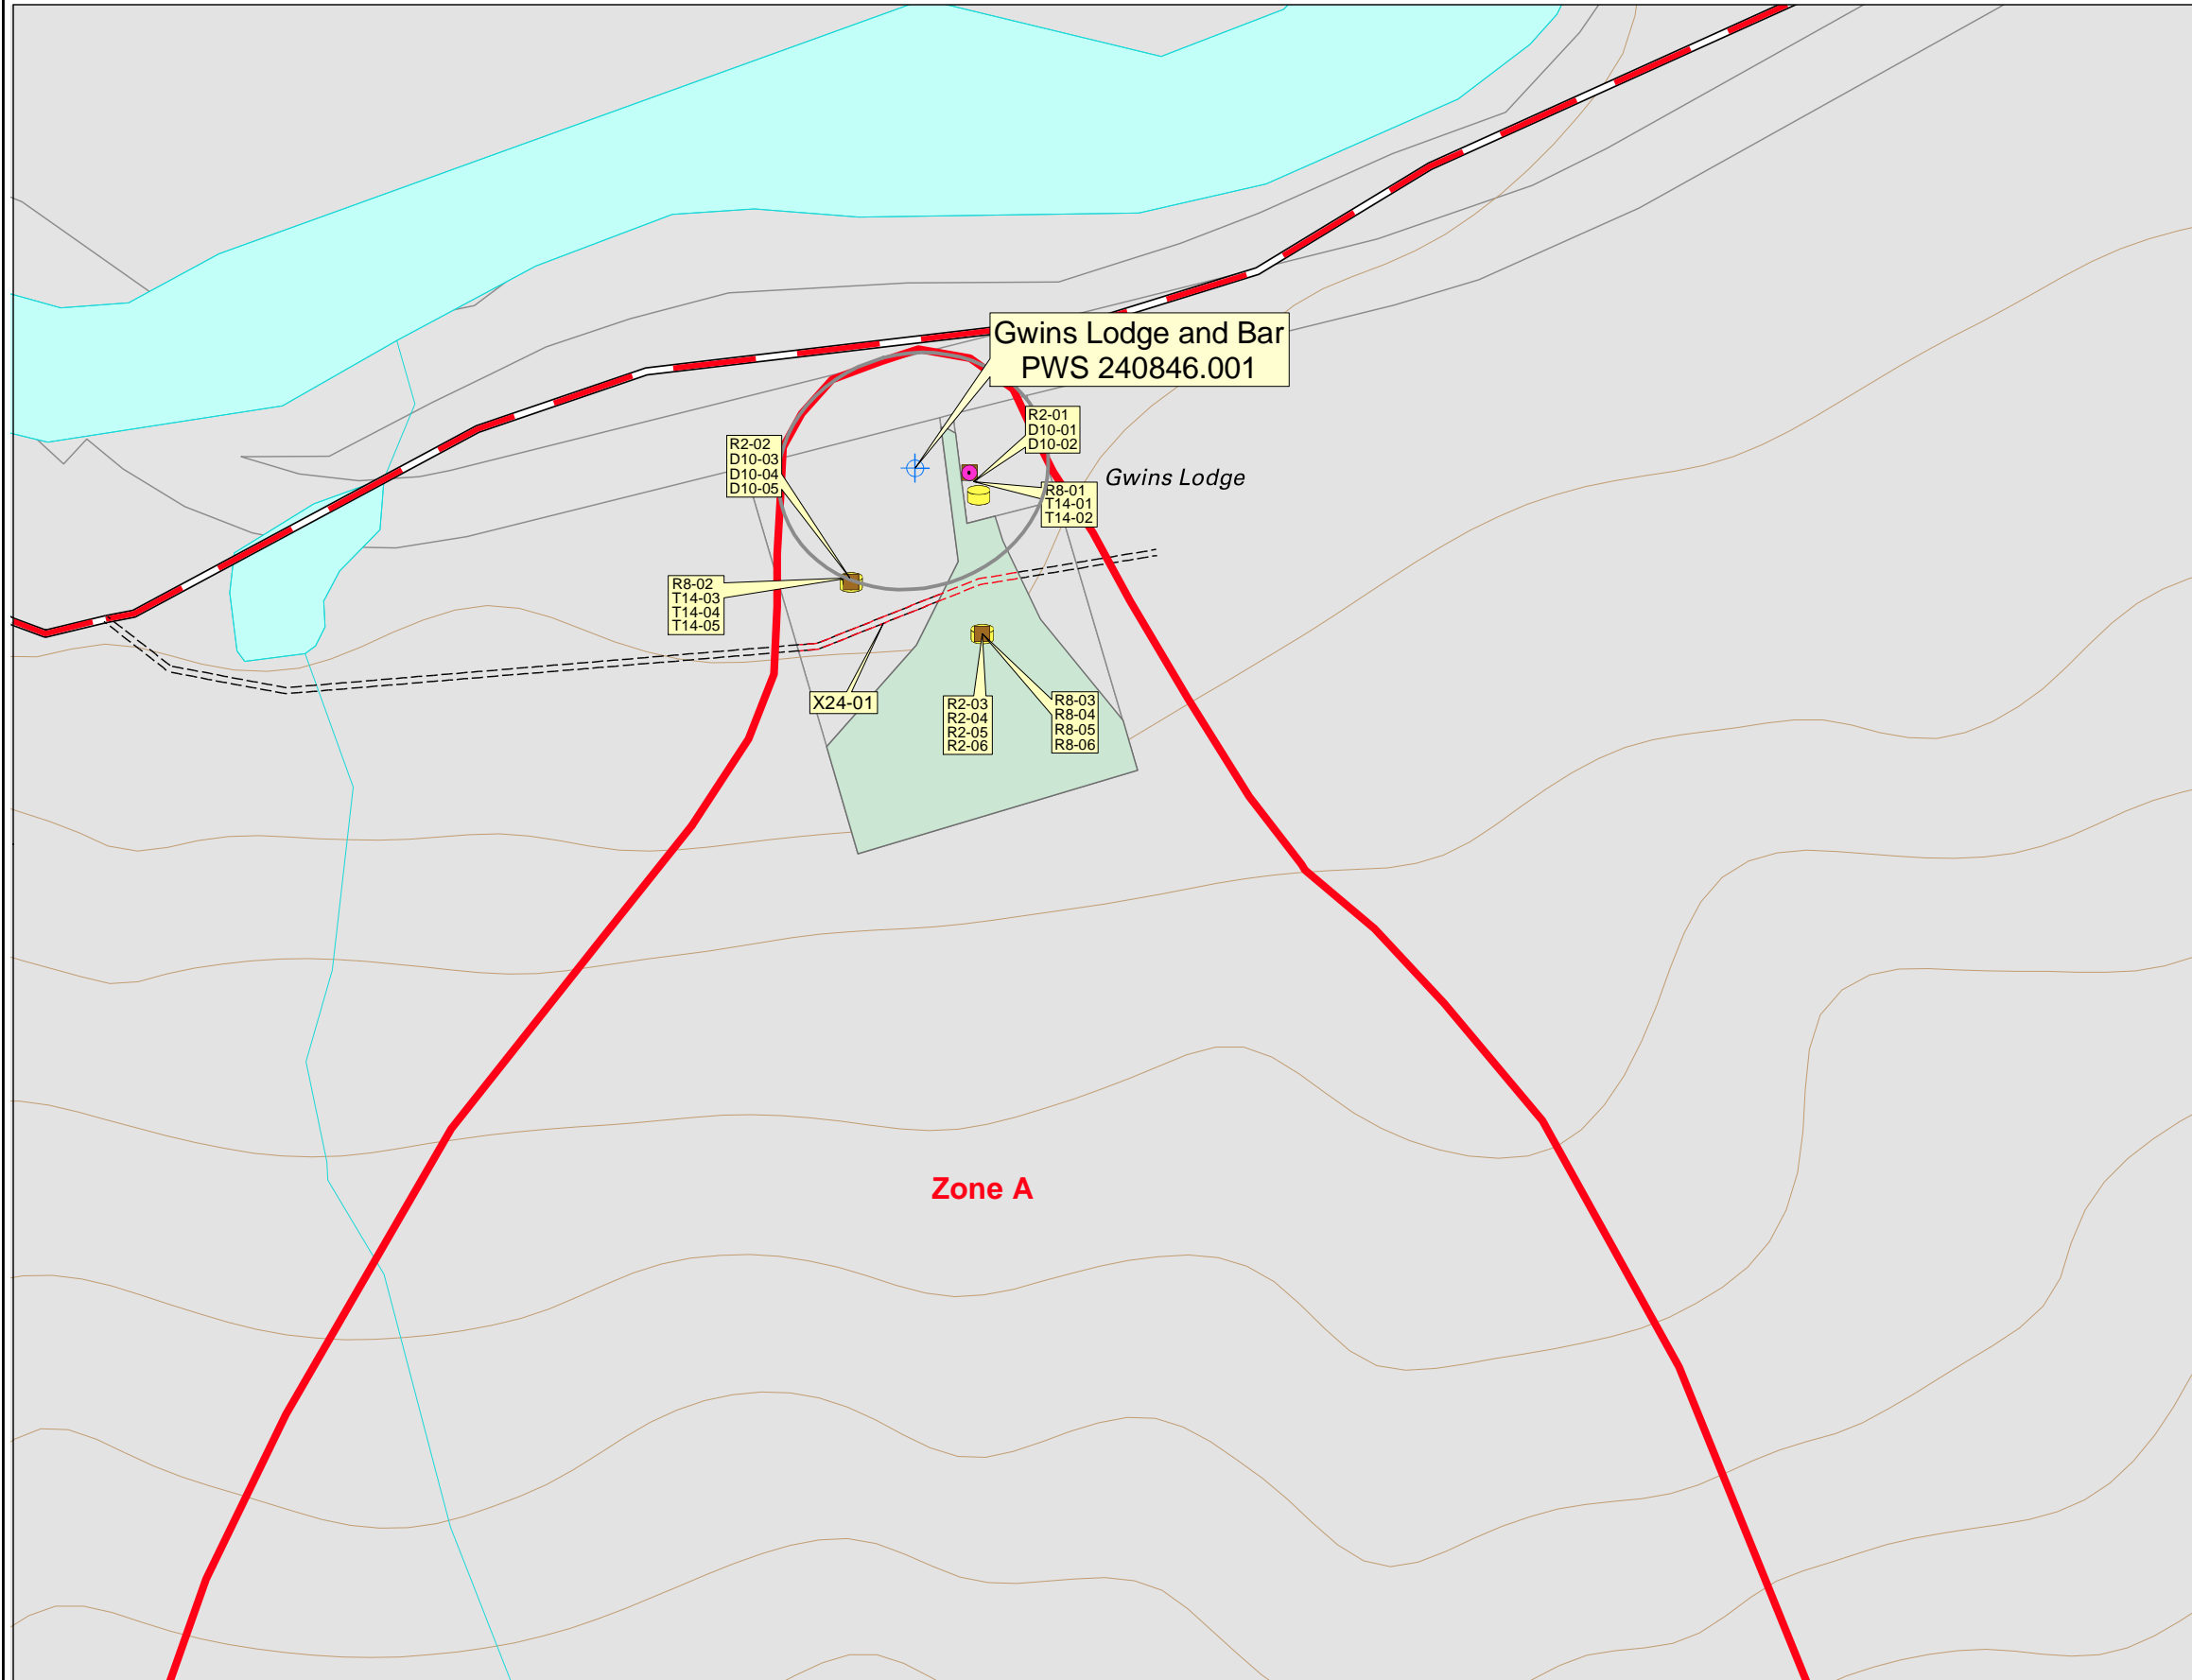 Gwins Lodge and Bar
PWS 240846.001
R2-01
D10-01
D10-02
R2-02
D10-03
D10-04
D10-05
Gwins Lodge
R8-01
T14-01
T14-02
R8-02
T14-03
T14-04
T14-05
X24-01
R2-03
R2-04
R2-05
R2-06
R8-03
R8-04
R8-05
R8-06
Zone A